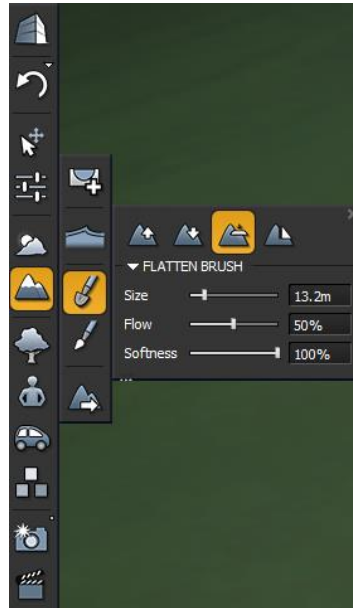 FLATTEN BRUSH
Size 13.2m
Flow 50%
Softness 100%
...